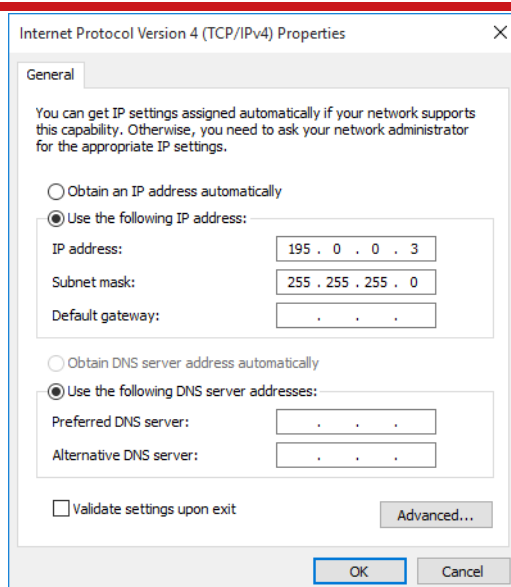 Internet Protocol Version 4 (TCP/IPv4) Properties
General
You can get IP settings assigned automatically if your network supports
this capability. Otherwise, you need to ask your network administrator
for the appropriate IP settings.
Obtain an IP address automatically
Use the following IP address:
IP address: 195 . 0 . 0 . 3
Subnet mask: 255 . 255 . 255 . 0
Default gateway: . . .
Obtain DNS server address automatically
Use the following DNS server addresses:
Preferred DNS server: . . .
Alternative DNS server: . . .
Validate settings upon exit
Advanced...
OK Cancel